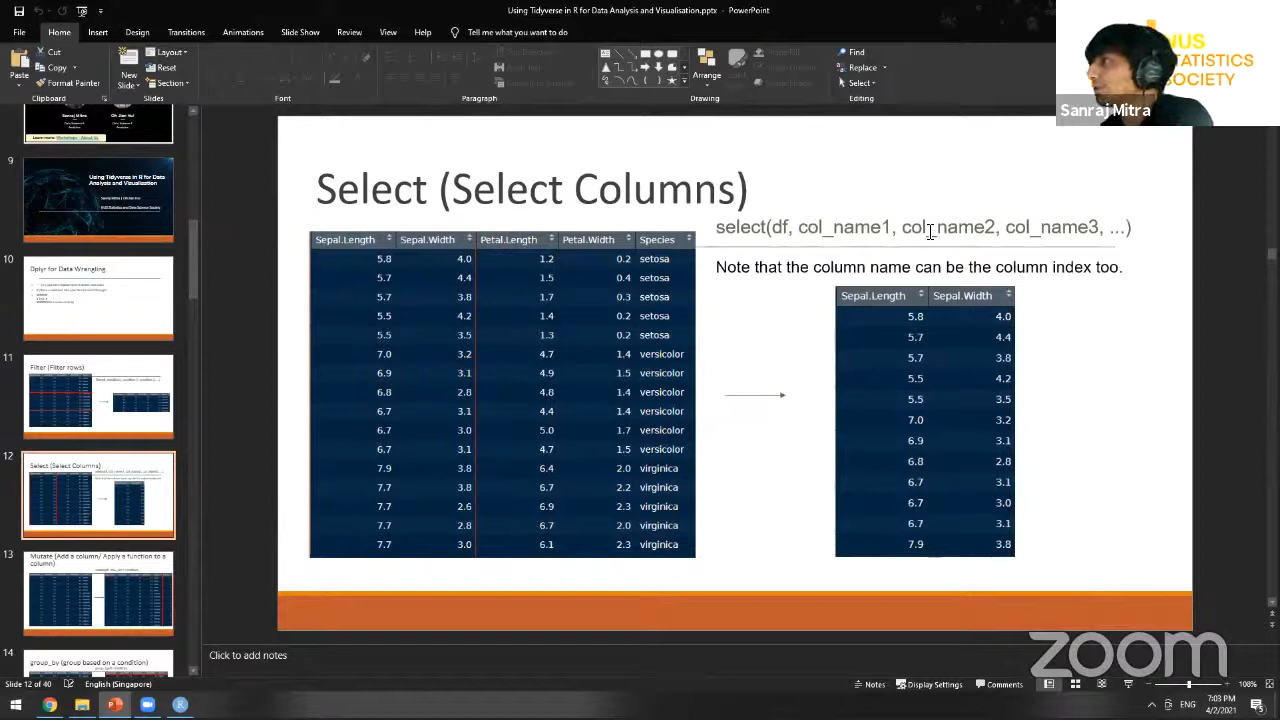 Using Tidyverse in R for Data Analysis and Visualisation.pptx - PowerPoint
File Home Insert Design Transitions Animations Slide Show Review View Help Tell me what you want to do
Paste
Cut
Copy
Format Painter
Clipboard
New Slide
Layout
Reset
Section
Slides
Font
Paragraph
Arrange
Drawing
Find
Replace
Select
Editing
NUS
STATISTICS
SOCIETY
Sanraj Mitra
9
Using Tidyverse in R for Data Analysis and Visualization
10
Dplyr for Data Wrangling
11
Filter (Filter rows)
12
Select (Select Columns)
13
Mutate (Add a column/ Apply a function to a column)
14
group_by (group based on a condition)
Select (Select Columns)
select(df, col_name1, col_name2, col_name3, ...)
Note that the column name can be the column index too.
Sepal.Length Sepal.Width Petal.Length Petal.Width Species
5.8 4.0 1.2 0.2 setosa
5.7 4.4 1.5 0.4 setosa
5.7 3.8 1.7 0.3 setosa
5.5 4.2 1.4 0.2 setosa
5.5 3.5 1.3 0.2 setosa
7.0 3.2 4.7 1.4 versicolor
6.9 3.1 4.9 1.5 versicolor
6.8 2.8 4.8 1.4 versicolor
6.7 3.1 4.4 1.4 versicolor
6.7 3.0 5.0 1.7 versicolor
6.7 3.1 4.7 1.5 versicolor
7.9 3.8 6.4 2.0 virginica
7.7 3.8 6.7 2.2 virginica
7.7 2.6 6.9 2.3 virginica
7.7 2.8 6.7 2.0 virginica
7.7 3.0 6.1 2.3 virginica
Sepal.Length Sepal.Width
5.8 4.0
5.7 4.4
5.7 3.8
5.5 4.2
5.5 3.5
7.0 3.2
6.9 3.1
6.8 2.8
6.7 3.1
6.7 3.0
6.7 3.1
7.9 3.8
Click to add notes
zoom
Slide 12 of 40 English (Singapore) Notes Display Settings Comments 108%
ENG
7:03 PM
4/2/2021